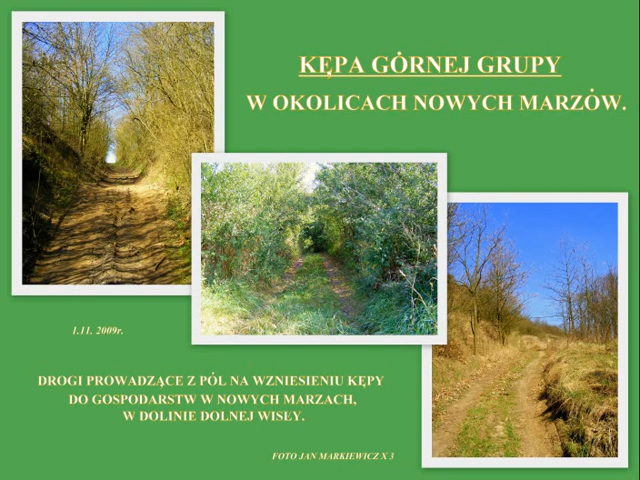 KĘPA GÓRNEJ GRUPY
W OKOLICACH NOWYCH MARZÓW.
1.11. 2009r.
DROGI PROWADZĄCE Z PÓL NA WZNIESIENIU KĘPY
DO GOSPODARSTW W NOWYCH MARZACH,
W DOLINIE DOLNEJ WISŁY.
FOTO JAN MARKIEWICZ X 3